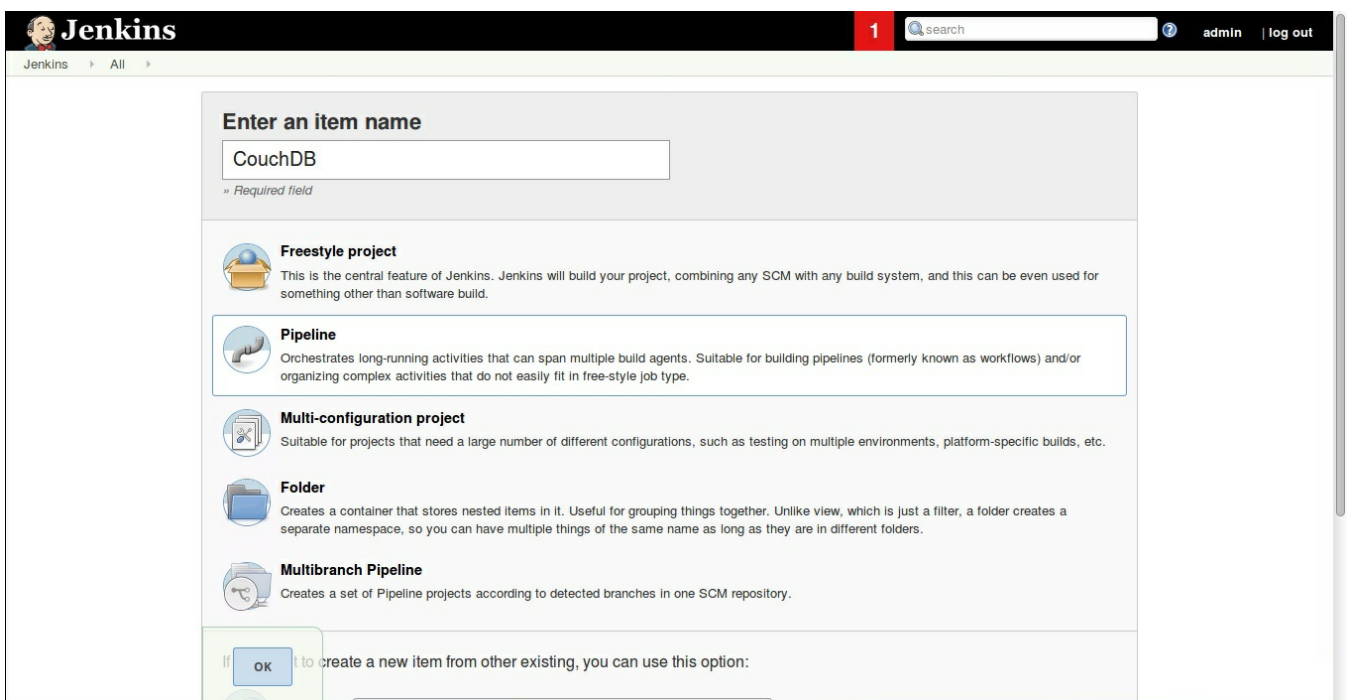 Jenkins
1
search
admin | log out
Jenkins All
Enter an item name
CouchDB
» Required field
Freestyle project
This is the central feature of Jenkins. Jenkins will build your project, combining any SCM with any build system, and this can be even used for
something other than software build.
Pipeline
Orchestrates long-running activities that can span multiple build agents. Suitable for building pipelines (formerly known as workflows) and/or
organizing complex activities that do not easily fit in free-style job type.
Multi-configuration project
Suitable for projects that need a large number of different configurations, such as testing on multiple environments, platform-specific builds, etc.
Folder
Creates a container that stores nested items in it. Useful for grouping things together. Unlike view, which is just a filter, a folder creates a
separate namespace, so you can have multiple things of the same name as long as they are in different folders.
Multibranch Pipeline
Creates a set of Pipeline projects according to detected branches in one SCM repository.
If to create a new item from other existing, you can use this option:
OK